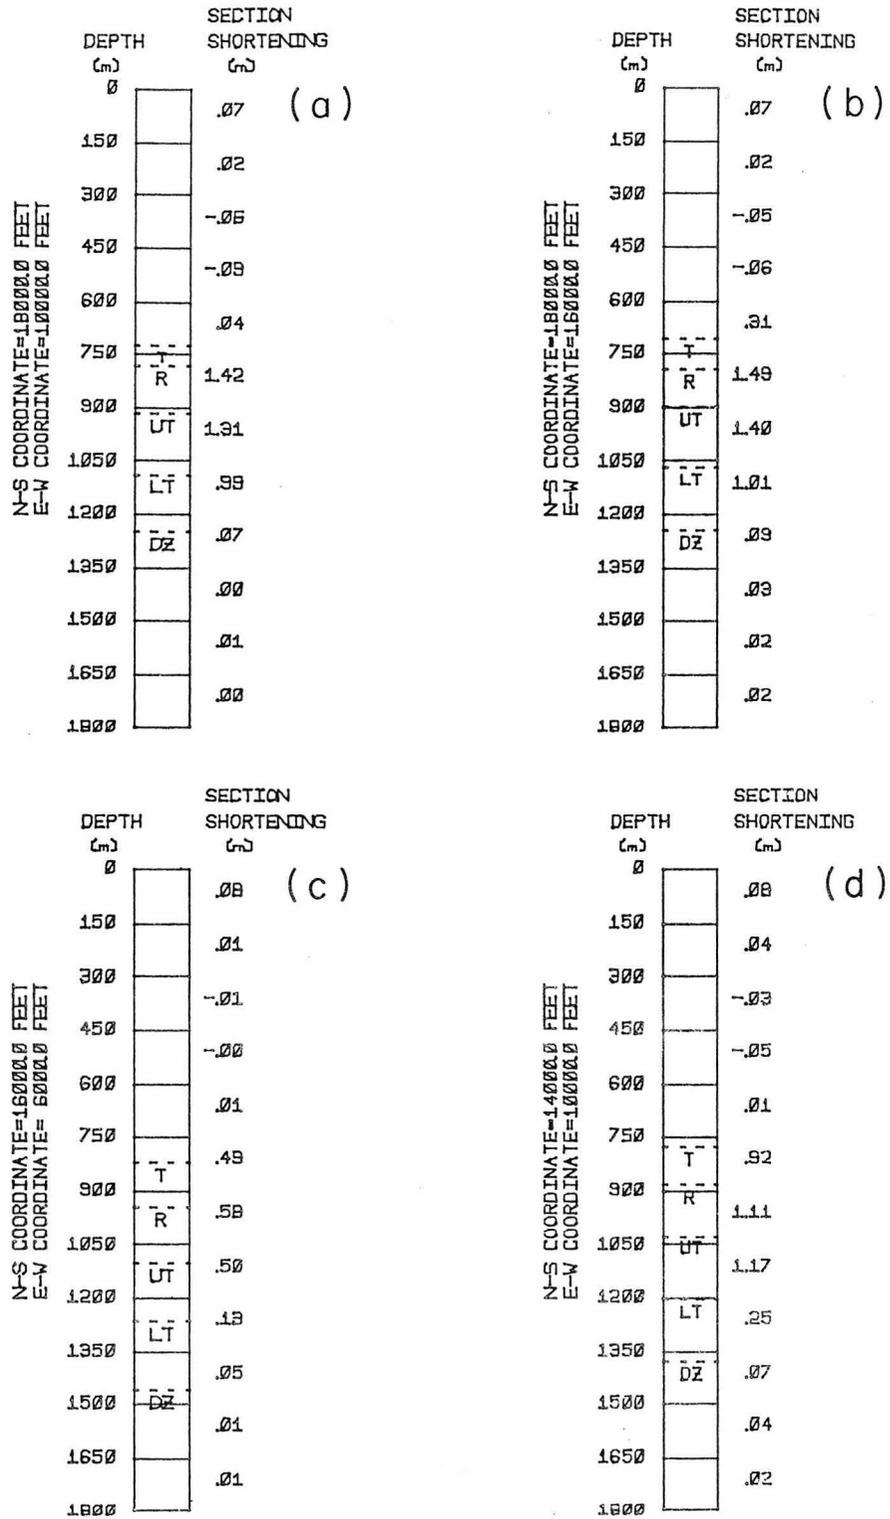 SECTION
DEPTH SHORTENING
(m) (m)
(a)
N-S COORDINATE=18000.0 FEET
E-W COORDINATE=10000.0 FEET
0
.07
150
.02
300
-.06
450
-.09
600
.04
T
750
R 1.42
900
UT 1.31
1050
LT .99
1200
DZ .07
1350
.00
1500
.01
1650
.00
1800
SECTION
DEPTH SHORTENING
(m) (m)
(b)
N-S COORDINATE=18000.0 FEET
E-W COORDINATE=16000.0 FEET
0
.07
150
.02
300
-.05
450
-.06
600
.31
T
750
R 1.49
900
UT 1.40
1050
LT 1.01
1200
DZ .09
1350
.03
1500
.02
1650
.02
1800
SECTION
DEPTH SHORTENING
(m) (m)
(c)
N-S COORDINATE=16000.0 FEET
E-W COORDINATE= 6000.0 FEET
0
.08
150
.01
300
-.01
450
-.00
600
.01
750
T .49
900
R .58
1050
UT .50
1200
LT .13
1350
.05
DZ
1500
.01
1650
.01
1800
SECTION
DEPTH SHORTENING
(m) (m)
(d)
N-S COORDINATE=14000.0 FEET
E-W COORDINATE=10000.0 FEET
0
.08
150
.04
300
-.03
450
-.05
600
.01
750
T .92
900
R 1.11
1050
UT 1.17
1200
LT .25
1350
DZ .07
1500
.04
1650
.02
1800